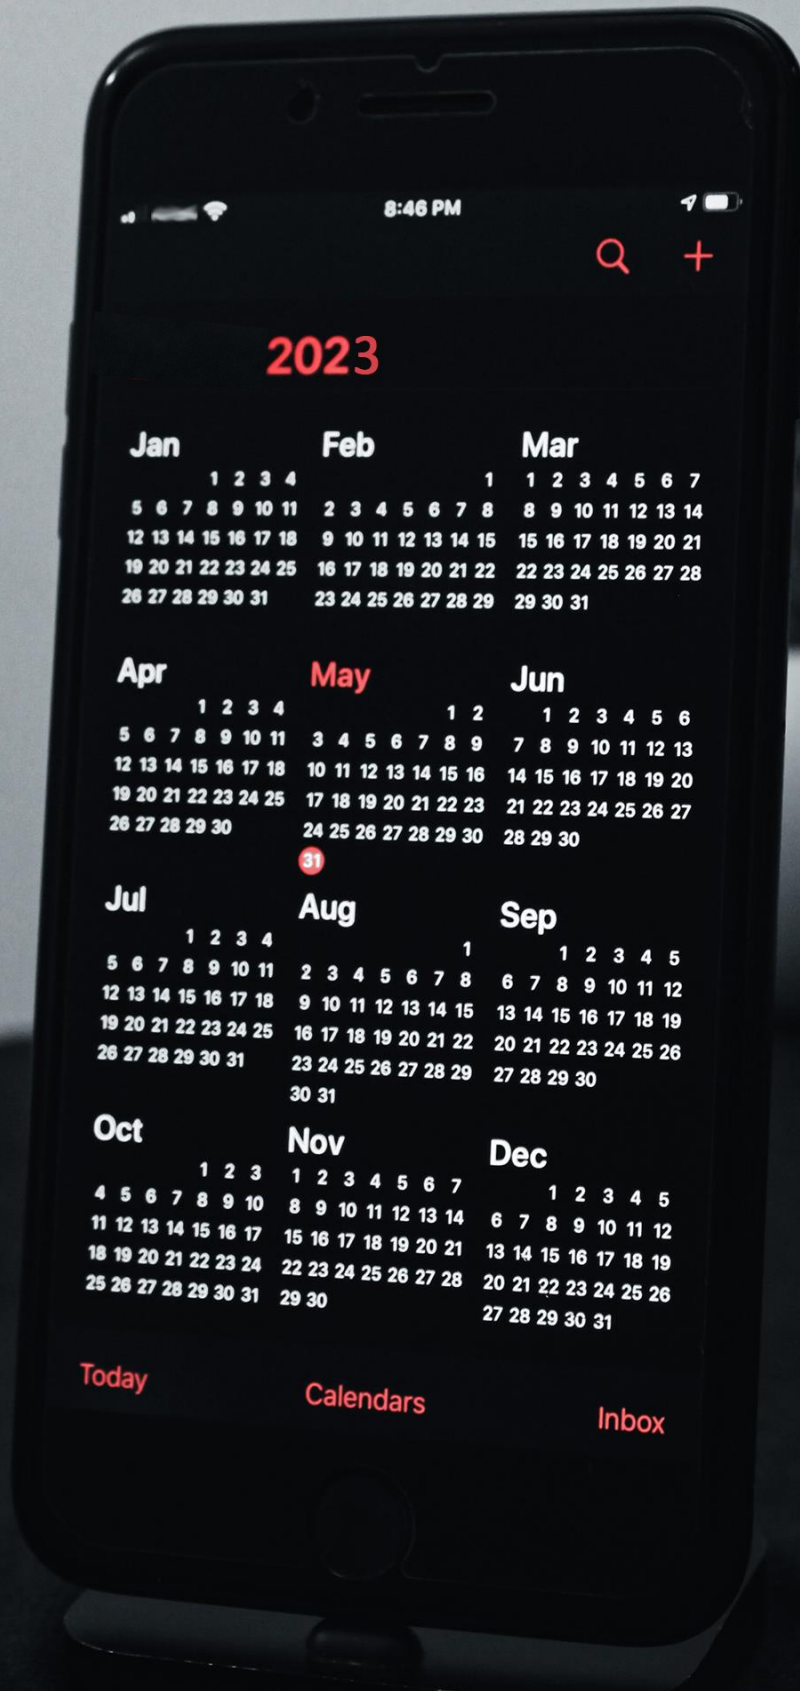 8:46 PM
2023
Jan Feb Mar
1 2 3 4 1 1 2 3 4 5 6 7
5 6 7 8 9 10 11 2 3 4 5 6 7 8 8 9 10 11 12 13 14
12 13 14 15 16 17 18 9 10 11 12 13 14 15 15 16 17 18 19 20 21
19 20 21 22 23 24 25 16 17 18 19 20 21 22 22 23 24 25 26 27 28
26 27 28 29 30 31 23 24 25 26 27 28 29 29 30 31
Apr May Jun
1 2 3 4 1 2 1 2 3 4 5 6
5 6 7 8 9 10 11 3 4 5 6 7 8 9 7 8 9 10 11 12 13
12 13 14 15 16 17 18 10 11 12 13 14 15 16 14 15 16 17 18 19 20
19 20 21 22 23 24 25 17 18 19 20 21 22 23 21 22 23 24 25 26 27
26 27 28 29 30 24 25 26 27 28 29 30 28 29 30
31
Jul Aug Sep
1 2 3 4 1 1 2 3 4 5
5 6 7 8 9 10 11 2 3 4 5 6 7 8 6 7 8 9 10 11 12
12 13 14 15 16 17 18 9 10 11 12 13 14 15 13 14 15 16 17 18 19
19 20 21 22 23 24 25 16 17 18 19 20 21 22 20 21 22 23 24 25 26
26 27 28 29 30 31 23 24 25 26 27 28 29 27 28 29 30
30 31
Oct Nov Dec
1 2 3 1 2 3 4 5 6 7 1 2 3 4 5
4 5 6 7 8 9 10 8 9 10 11 12 13 14 6 7 8 9 10 11 12
11 12 13 14 15 16 17 15 16 17 18 19 20 21 13 14 15 16 17 18 19
18 19 20 21 22 23 24 22 23 24 25 26 27 28 20 21 22 23 24 25 26
25 26 27 28 29 30 31 29 30 27 28 29 30 31
Today Calendars Inbox